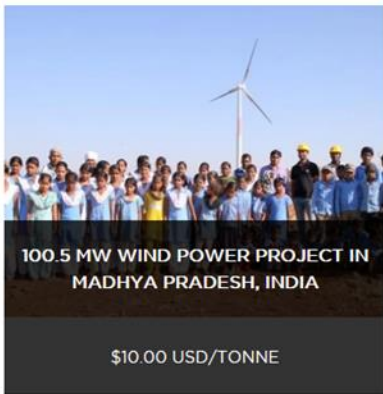 100.5 MW WIND POWER PROJECT IN
MADHYA PRADESH, INDIA
$10.00 USD/TONNE